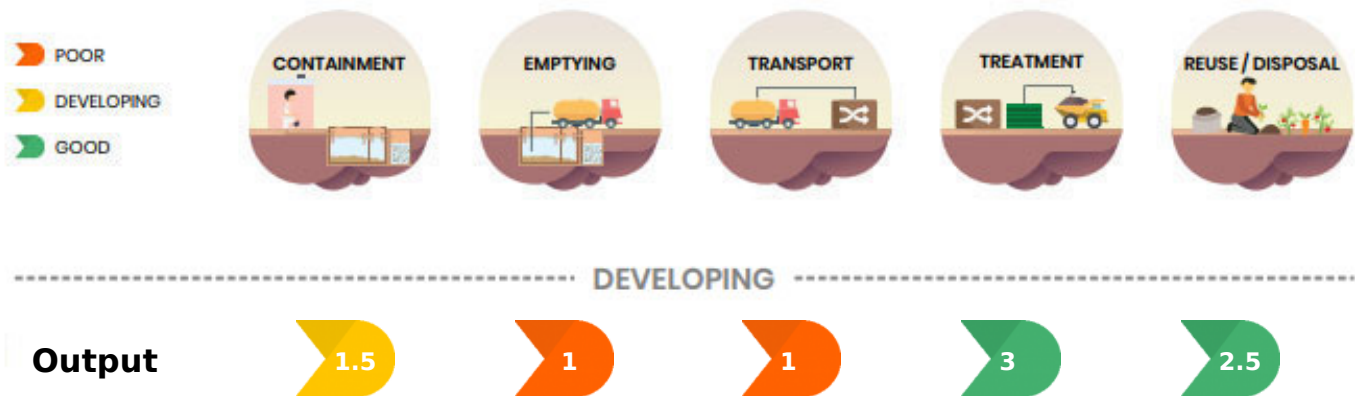 POOR
DEVELOPING
GOOD
CONTAINMENT
EMPTYING
TRANSPORT
TREATMENT
REUSE / DISPOSAL
DEVELOPING
Output 1.5 1 1 3 2.5